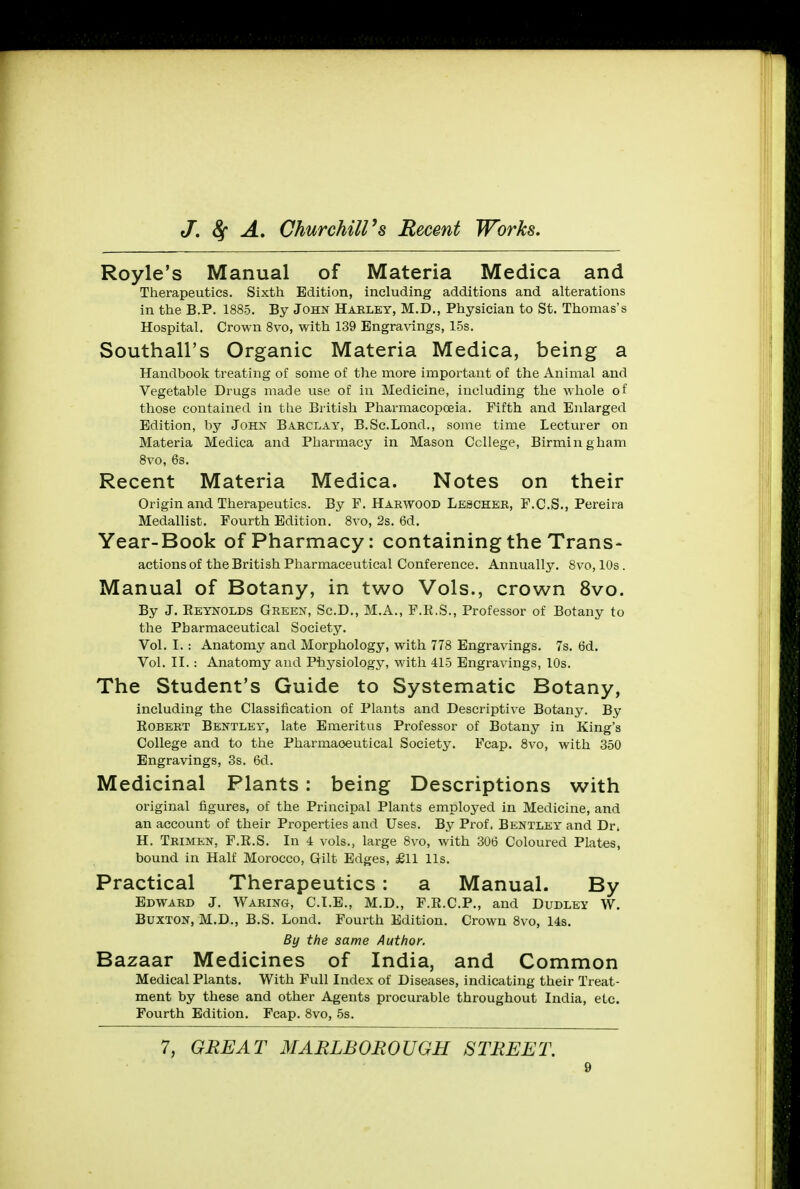 J. & A. Churchill's Recent Works.
Royle's Manual of Materia Medica and
Therapeutics. Sixth Edition, including additions and alterations
in the B.P. 1885. By John Harley, M.D., Physician to St. Thomas's
Hospital. Crown 8vo, with 139 Engravings, 15s.
Southall's Organic Materia Medica, being a
Handbook treating of some of the more important of the Animal and
Vegetable Drugs made use of in Medicine, including the whole of
those contained in the British Pharmacopœia. Fifth and Enlarged
Edition, by John Barclay, B.Sc.Lond., some time Lecturer on
Materia Medica and Pharmacy in Mason College, Birmingham
8vo, 6s.
Recent Materia Medica. Notes on their
Origin and Therapeutics. By F. Harwood Lescher, F.C.S., Pereira
Medallist. Fourth Edition. 8vo, 2s. 6d.
Year-Book of Pharmacy: containing the Trans-
actions of the British Pharmaceutical Conference. Annually. 8vo, 10s.
Manual of Botany, in two Vols., crown 8vo.
By J. Reynolds Green, Sc.D., M.A., F.R.S., Professor of Botany to
the Pharmaceutical Society.
Vol. I. : Anatomy and Morphology, with 778 Engravings. 7s. 6d.
Vol. II. : Anatomy and Physiology, with 415 Engravings, 10s.
The Student's Guide to Systematic Botany,
including the Classification of Plants and Descriptive Botany. By
Robert Bentley, late Emeritus Professor of Botany in King's
College and to the Pharmaceutical Society. Fcap. 8vo, with 350
Engravings, 3s. 6d.
Medicinal Plants : being Descriptions with
original figures, of the Principal Plants employed in Medicine, and
an account of their Properties and Uses. By Prof. Bentley and Dr.
H. Trimen, F.R.S. In 4 vols., large 8vo, with 306 Coloured Plates,
bound in Half Morocco, Gilt Edges, £11 11s.
Practical Therapeutics : a Manual. By
Edward J. Waring, C.I.E., M.D., F.R.C.P., and Dudley W.
Buxton, M.D., B.S. Lond. Fourth Edition. Crown 8vo, 14s.
By the same Author.
Bazaar Medicines of India, and Common
Medical Plants. With Full Index of Diseases, indicating their Treat-
ment by these and other Agents procurable throughout India, etc.
Fourth Edition. Fcap. 8vo, 5s.
7, GREAT MARLBOROUGH STREET.
9